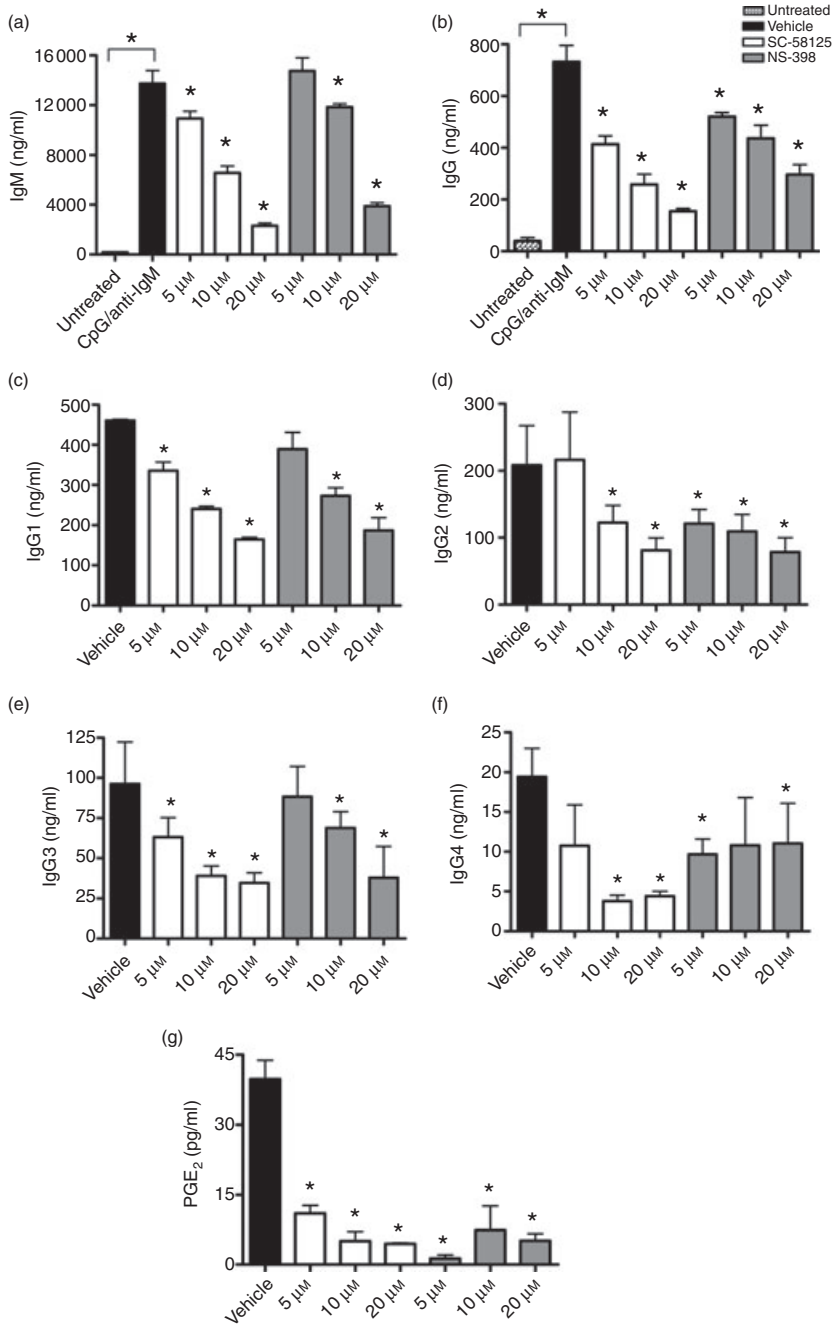 (a)
*
16 000
12 000
8000
4000
0
IgM (ng/ml)
* * * * *
Untreated
CpG/anti-IgM
5 μM
10 μM
20 μM
5 μM
10 μM
20 μM
(b)
Untreated
Vehicle
SC-58125
NS-398
*
800
600
400
200
0
IgG (ng/ml)
* * * * * *
Untreated
CpG/anti-IgM
5 μM
10 μM
20 μM
5 μM
10 μM
20 μM
(c)
500
400
300
200
100
0
IgG1 (ng/ml)
* * * * *
Vehicle
5 μM
10 μM
20 μM
5 μM
10 μM
20 μM
(d)
300
200
100
0
IgG2 (ng/ml)
* * * * *
Vehicle
5 μM
10 μM
20 μM
5 μM
10 μM
20 μM
(e)
125
100
75
50
25
0
IgG3 (ng/ml)
* * * * *
Vehicle
5 μM
10 μM
20 μM
5 μM
10 μM
20 μM
(f)
25
20
15
10
5
0
IgG4 (ng/ml)
* * * *
Vehicle
5 μM
10 μM
20 μM
5 μM
10 μM
20 μM
(g)
45
30
15
0
PGE₂ (pg/ml)
* * * * * *
Vehicle
5 μM
10 μM
20 μM
5 μM
10 μM
20 μM